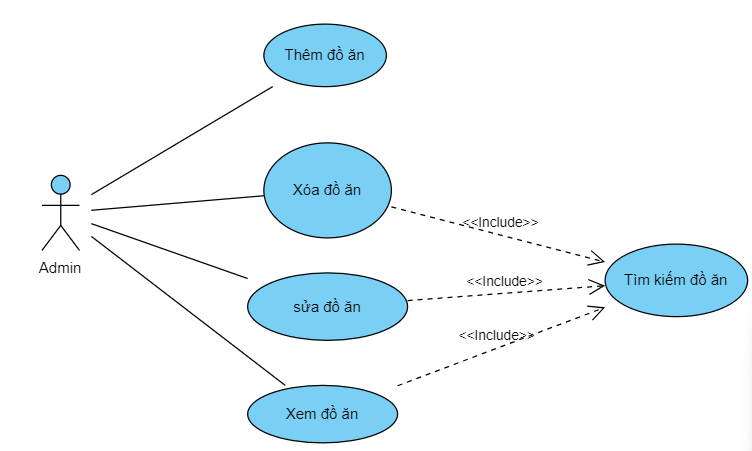 Thêm đồ ăn
Xóa đồ ăn
<<Include>>
Admin
Tìm kiếm đồ ăn
<<Include>>
sửa đồ ăn
<<Include>>
Xem đồ ăn